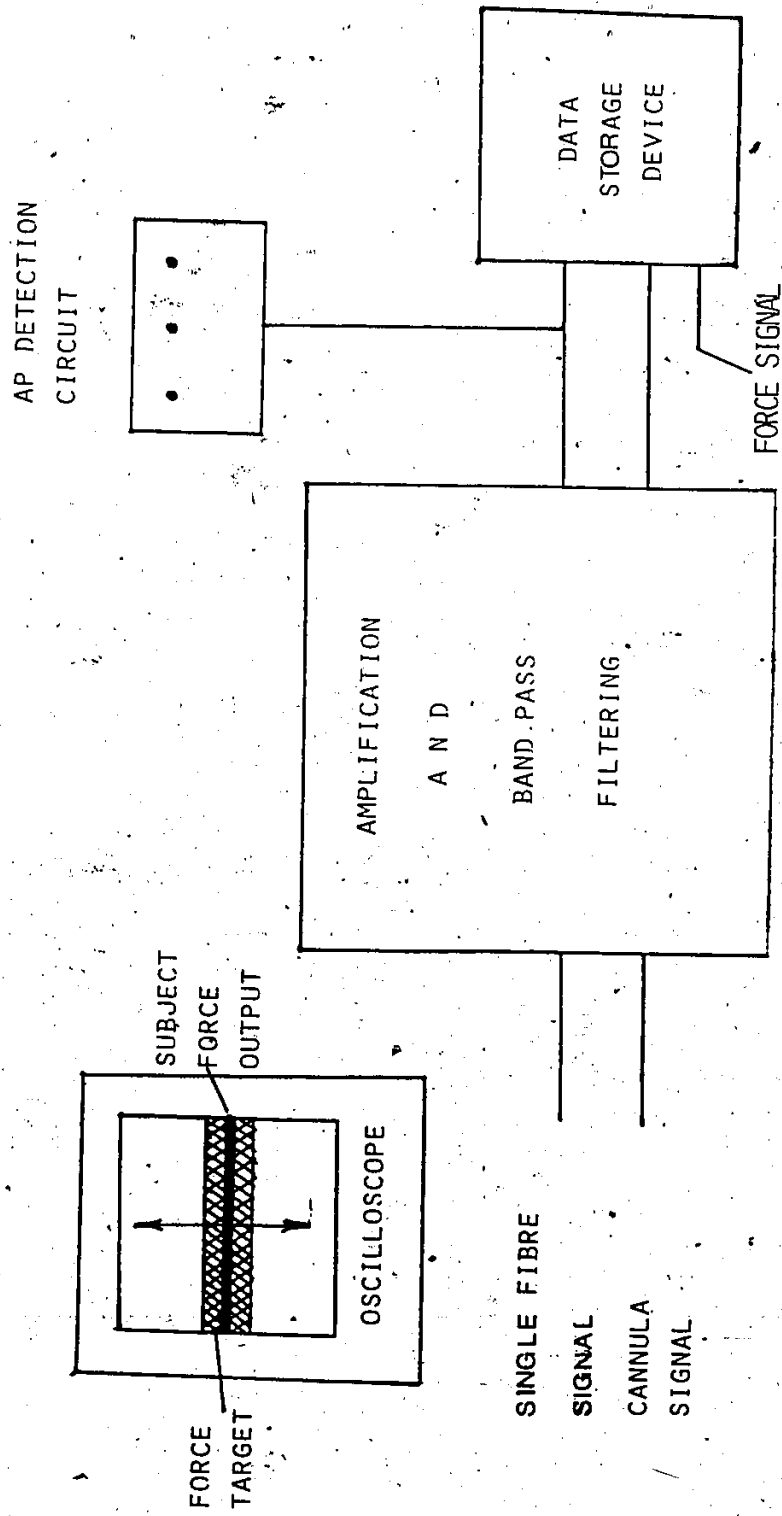 AP DETECTION
CIRCUIT
DATA
STORAGE
DEVICE
FORCE SIGNAL
AMPLIFICATION
AND
BAND PASS
FILTERING
SUBJECT
FORCE
OUTPUT
OSCILLOSCOPE
FORCE
TARGET
SINGLE FIBRE
SIGNAL
CANNULA
SIGNAL